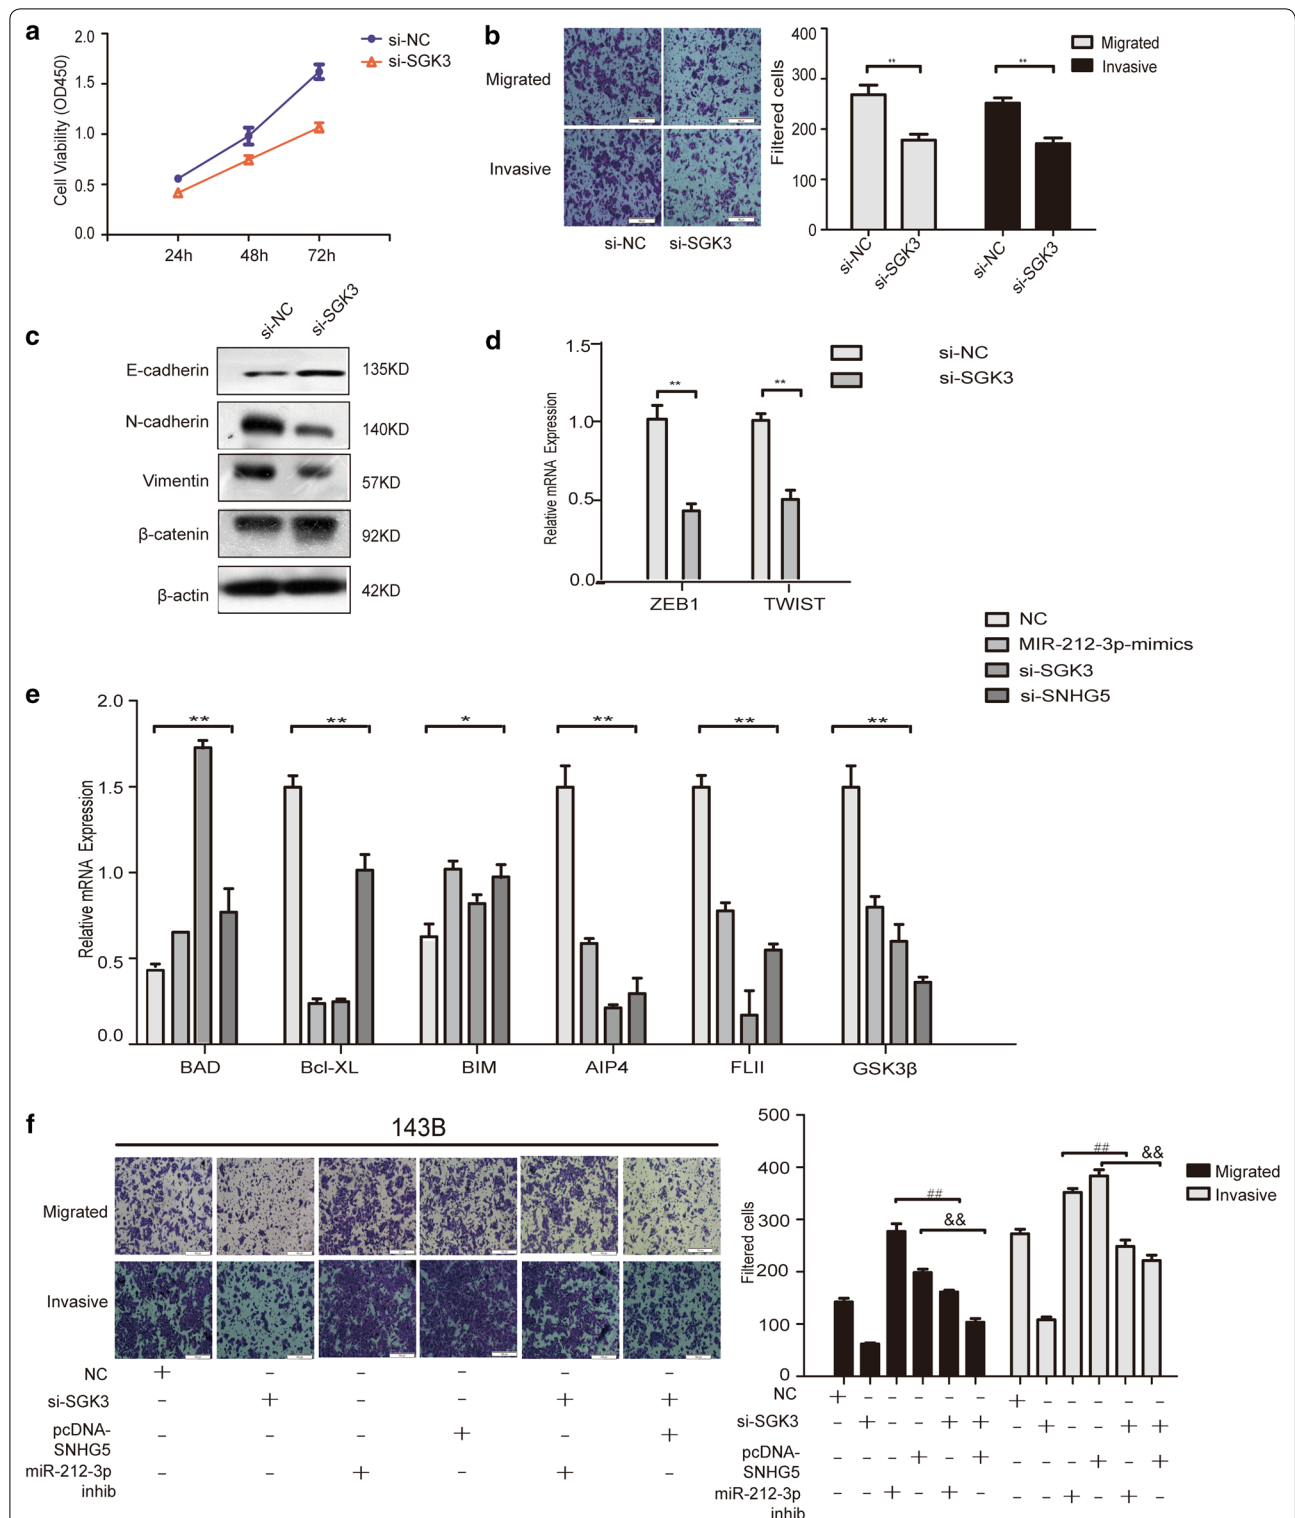 a
2.0
1.5
1.0
0.5
0.0
Cell Viability (OD450)
24h 48h 72h
si-NC
si-SGK3
b
Migrated
Invasive
si-NC si-SGK3
400
300
200
100
0
Filtered cells
** **
si-NC si-SGK3 si-NC si-SGK3
Migrated
Invasive
c
si-NC si-SGK3
E-cadherin 135KD
N-cadherin 140KD
Vimentin 57KD
β-catenin 92KD
β-actin 42KD
d
1.5
1.0
0.5
0.0
Relative mRNA Expression
** **
ZEB1 TWIST
si-NC
si-SGK3
NC
MIR-212-3p-mimics
si-SGK3
si-SNHG5
e
2.0
1.5
1.0
0.5
0.0
Relative mRNA Expression
** ** * ** ** **
BAD Bcl-XL BIM AIP4 FLII GSK3β
f
143B
Migrated
Invasive
NC + – – – – –
si-SGK3 – + – – + +
pcDNA-
SNHG5 – – – + – +
miR-212-3p
inhib – – + – + –
500
400
300
200
100
0
Filtered cells
## && ## &&
Migrated
Invasive
NC + – – – – – + – – – – –
si-SGK3 – + – – + + – + – – + +
pcDNA-
SNHG5 – – – + – + – – – + – +
miR-212-3p
inhib – – + – + – – – + – + –